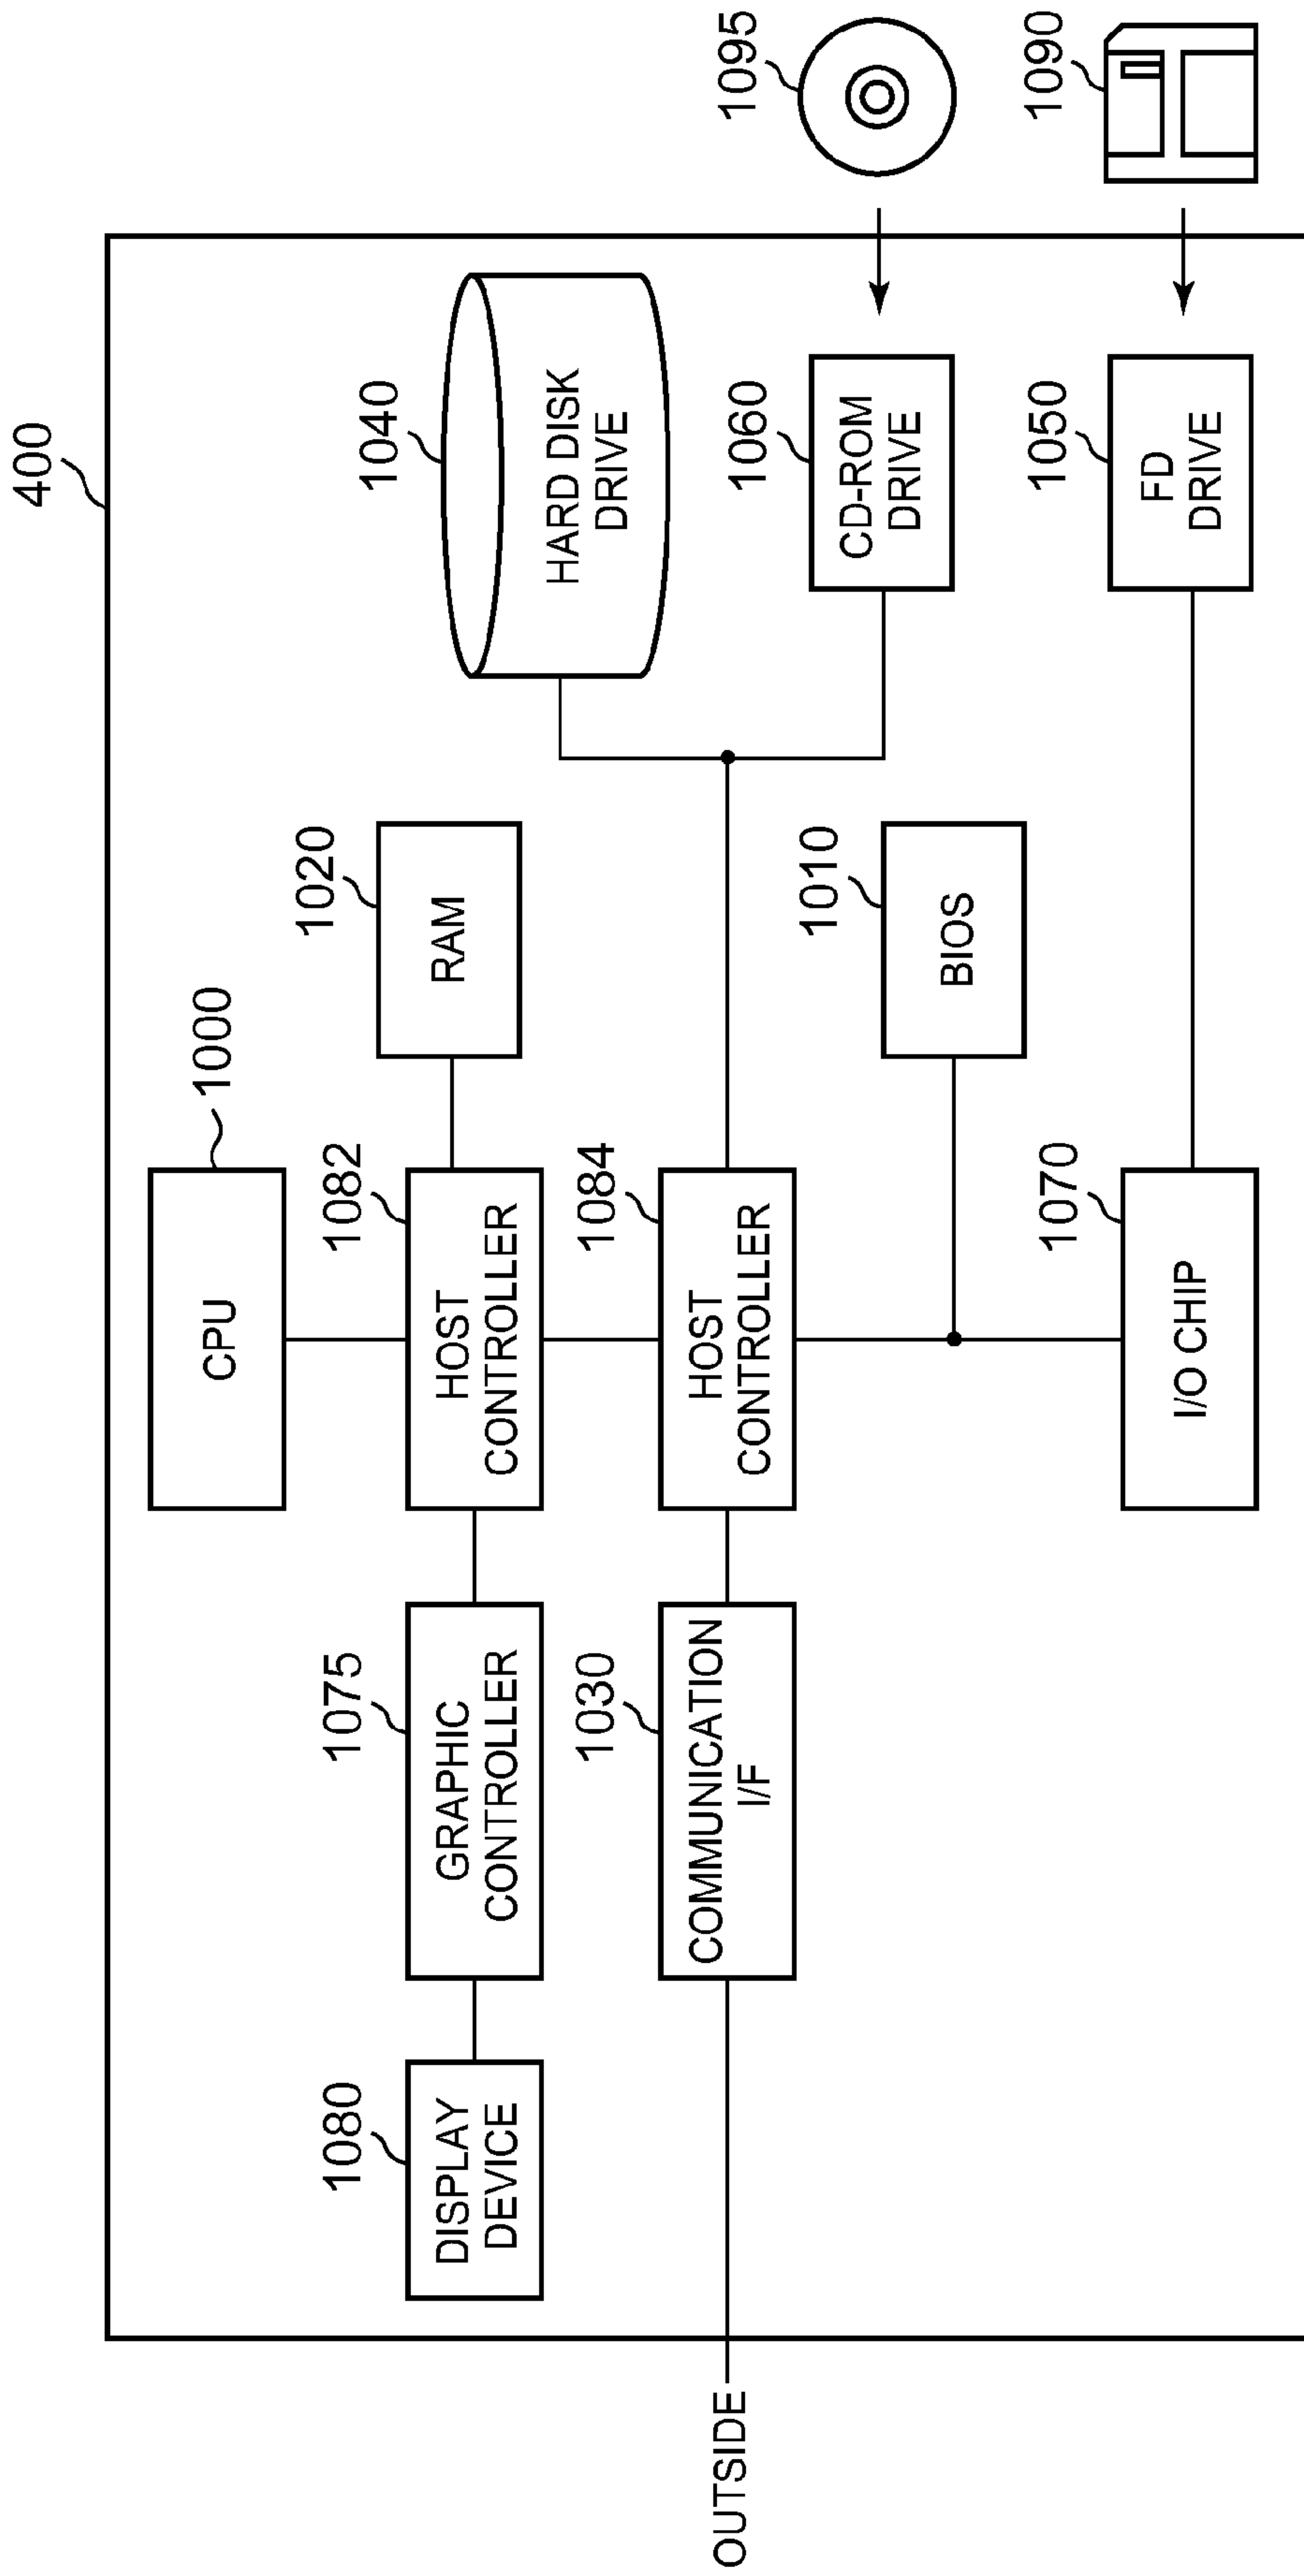 400
CPU
1000
1080
DISPLAY
DEVICE
1075
GRAPHIC
CONTROLLER
1082
HOST
CONTROLLER
1020
RAM
1040
HARD DISK
DRIVE
OUTSIDE
1030
COMMUNICATION
I/F
1084
HOST
CONTROLLER
1010
BIOS
1060
CD-ROM
DRIVE
1095
1070
I/O CHIP
1050
FD
DRIVE
1090